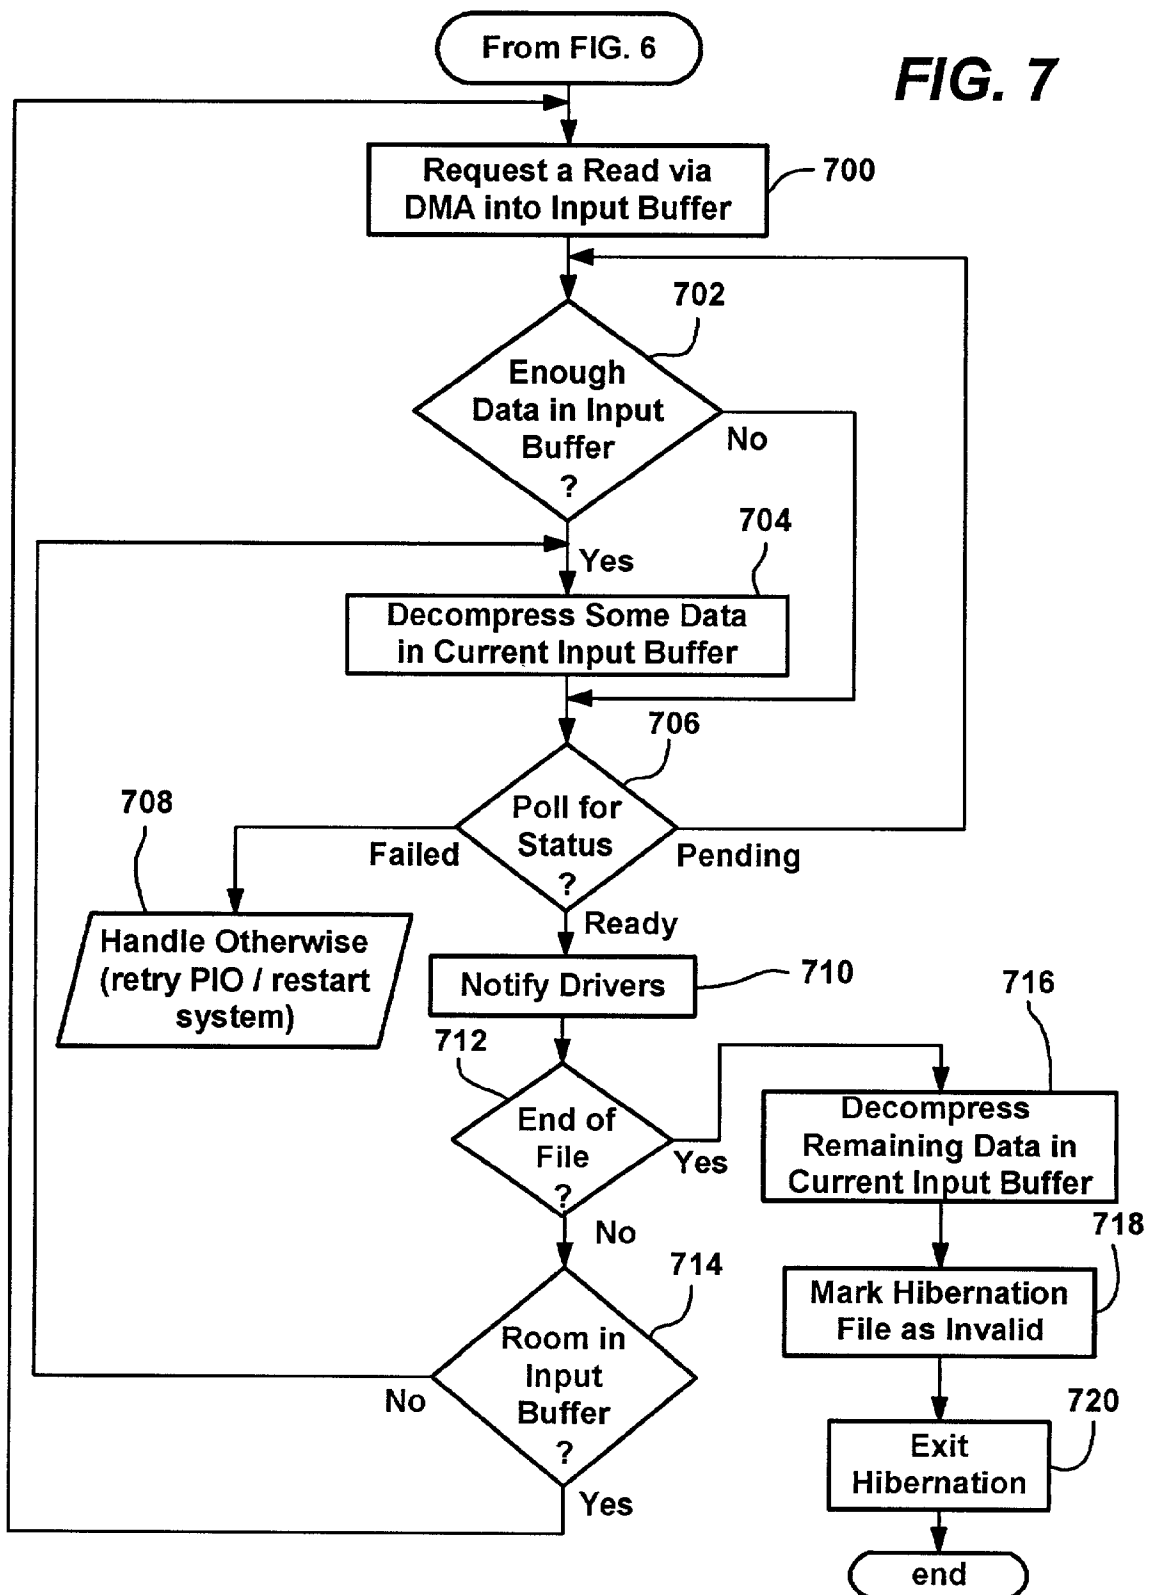 From FIG. 6
FIG. 7
Request a Read via
DMA into Input Buffer
700
702
Enough
Data in Input
Buffer
?
No
704
Yes
Decompress Some Data
in Current Input Buffer
706
Poll for
Status
?
708
Failed
Pending
Ready
Handle Otherwise
(retry PIO / restart
system)
Notify Drivers
710
712
716
End of
File
?
Yes
Decompress
Remaining Data in
Current Input Buffer
No
718
714
Mark Hibernation
File as Invalid
Room in
Input
Buffer
?
No
720
Yes
Exit
Hibernation
end